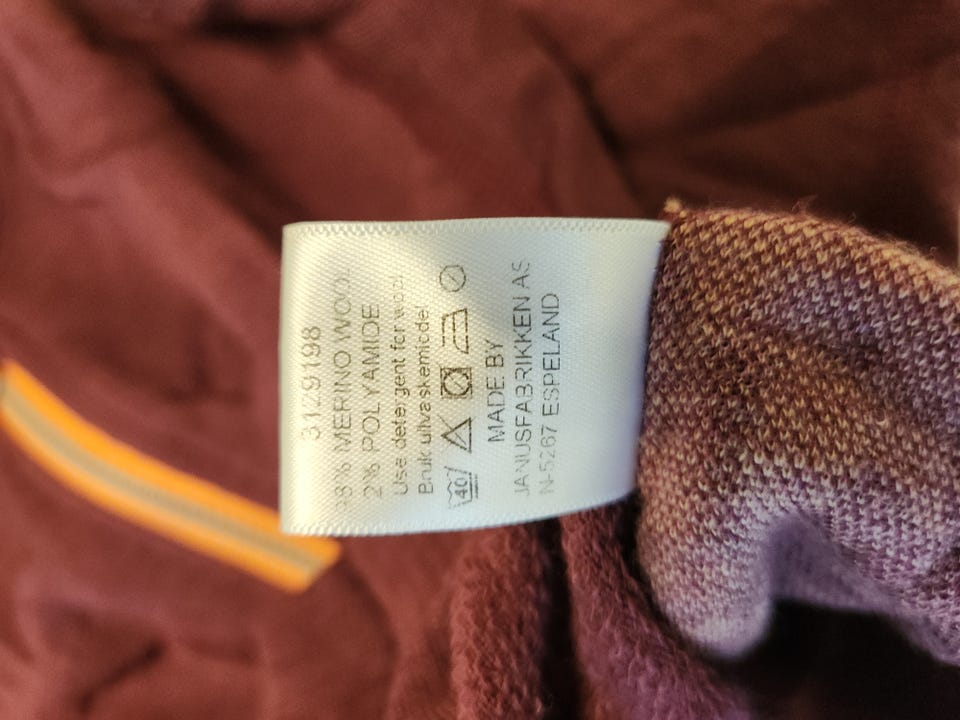 3129198
98% MERINO WOOL
2% POLYAMIDE
Use detergent for wool
Bruk ullvaskemiddel
40
MADE BY
JANUSFABRIKKEN AS
N-5267 ESPELAND